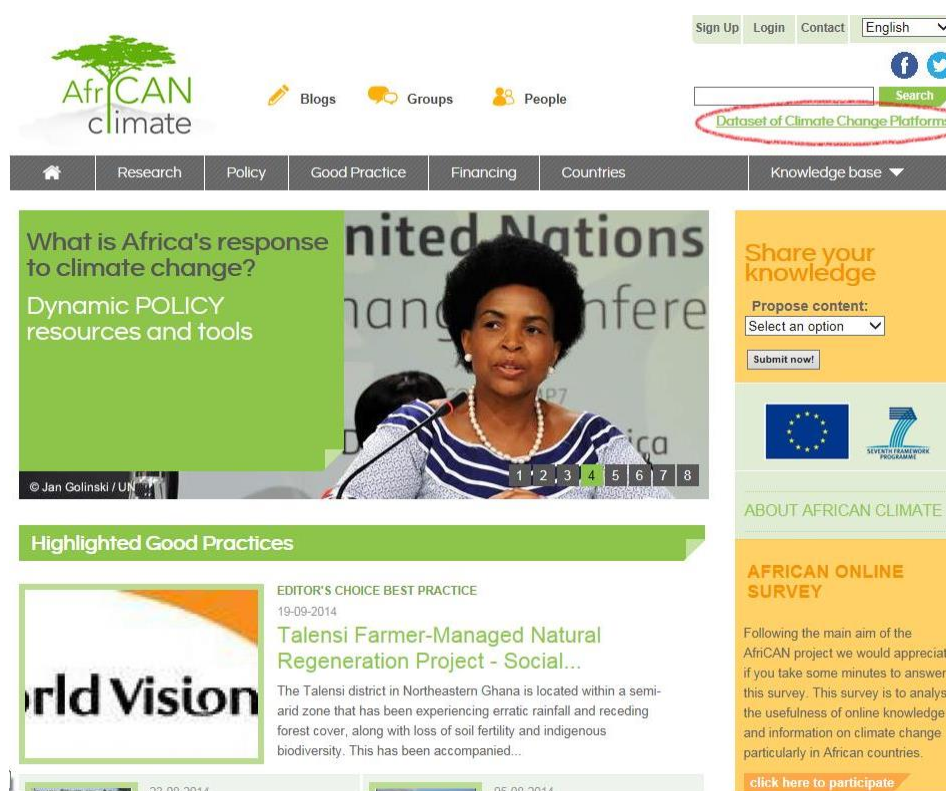 Sign Up Login Contact English
AfriCAN
climate
Blogs Groups People
Search
Dataset of Climate Change Platforms
Research Policy Good Practice Financing Countries Knowledge base
What is Africa's response
to climate change?
Dynamic POLICY
resources and tools
nited Nations
1 2 3 4 5 6 7 8
© Jan Golinski / UN
Share your
knowledge
Propose content:
Select an option
Submit now!
7
SEVENTH FRAMEWORK
PROGRAMME
ABOUT AFRICAN CLIMATE
AFRICAN ONLINE
SURVEY
Following the main aim of the
AfriCAN project we would appreciat
if you take some minutes to answer
this survey. This survey is to analys
the usefulness of online knowledge
and information on climate change
particularly in African countries.
click here to participate
Highlighted Good Practices
rld Vision
EDITOR'S CHOICE BEST PRACTICE
19-09-2014
Talensi Farmer-Managed Natural
Regeneration Project - Social...
The Talensi district in Northeastern Ghana is located within a semi-
arid zone that has been experiencing erratic rainfall and receding
forest cover, along with loss of soil fertility and indigenous
biodiversity. This has been accompanied...